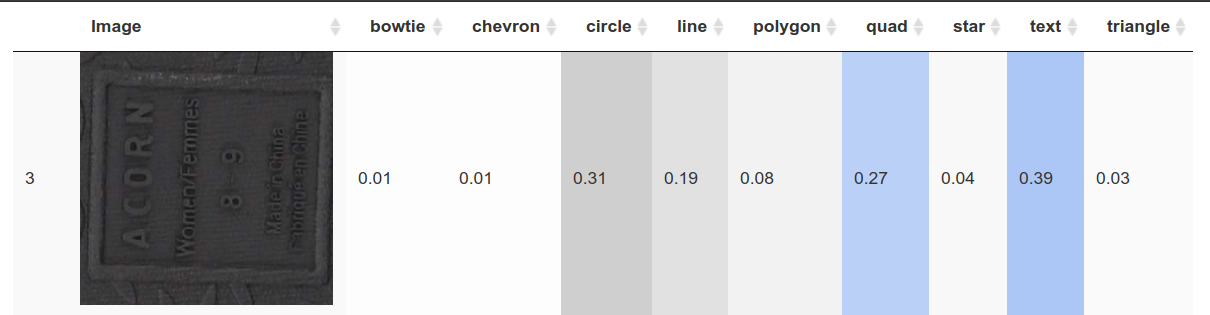 Image bowtie chevron circle line polygon quad star text triangle
3 0.01 0.01 0.31 0.19 0.08 0.27 0.04 0.39 0.03
ACORN
Women/Femmes
8 - 9
Made in China
Fabriqué en Chine